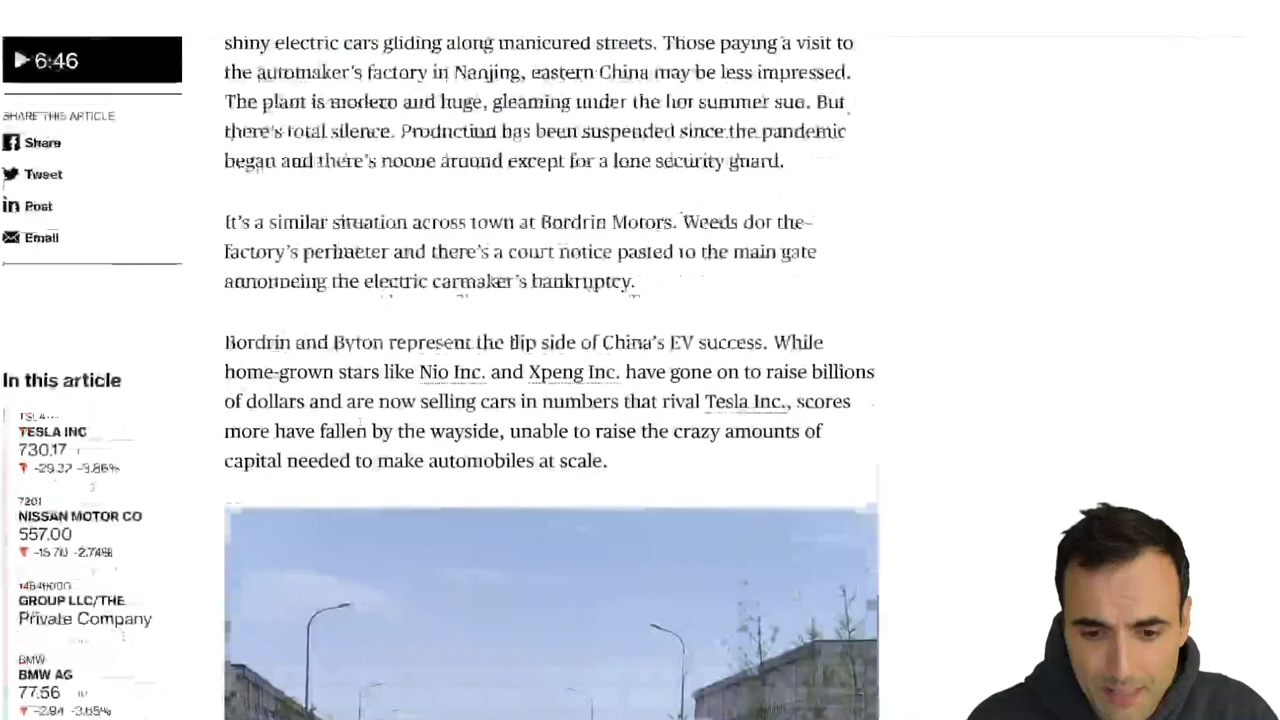 6:46
SHARE THIS ARTICLE
Share
Tweet
in Post
Email
In this article
TESLA INC
730.17
7201
NISSAN MOTOR CO
557.00
-2.74%
GROUP LLC/THE
Private Company
BMW
BMW AG
77.56
-3.65%
shiny electric cars gliding along manicured streets. Those paying a visit to
the automaker's factory in Nanjing, eastern China may be less impressed.
The plant is modern and huge, gleaming under the hot summer sun. But
there's total silence. Production has been suspended since the pandemic
began and there's noone around except for a lone security guard.
It's a similar situation across town at Bordrin Motors. Weeds dot the
factory's perimeter and there's a court notice pasted to the main gate
announcing the electric carmaker's bankruptcy.
Bordrin and Byton represent the flip side of China's EV success. While
home-grown stars like Nio Inc. and Xpeng Inc. have gone on to raise billions
of dollars and are now selling cars in numbers that rival Tesla Inc., scores
more have fallen by the wayside, unable to raise the crazy amounts of
capital needed to make automobiles at scale.